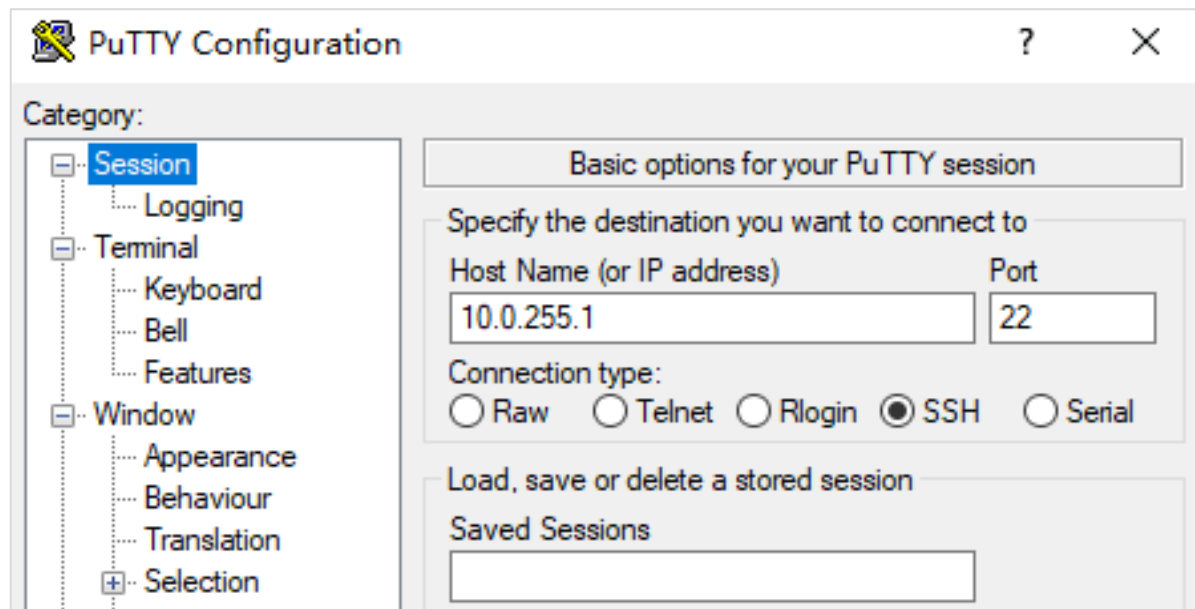 PuTTY Configuration
?
Category:
Session
Logging
Terminal
Keyboard
Bell
Features
Window
Appearance
Behaviour
Translation
Selection
Basic options for your PuTTY session
Specify the destination you want to connect to
Host Name (or IP address) Port
10.0.255.1 22
Connection type:
Raw Telnet Rlogin SSH Serial
Load, save or delete a stored session
Saved Sessions